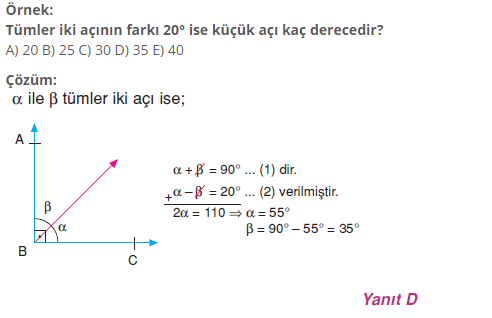 Örnek:
Tümler iki açının farkı 20º ise küçük açı kaç derecedir?
A) 20 B) 25 C) 30 D) 35 E) 40
Çözüm:
α ile β tümler iki açı ise;
A
β
α
B
C
α + β = 90° ... (1) dir.
+ α – β = 20° ... (2) verilmiştir.
2α = 110 ⇒ α = 55°
β = 90° – 55° = 35°
Yanıt D